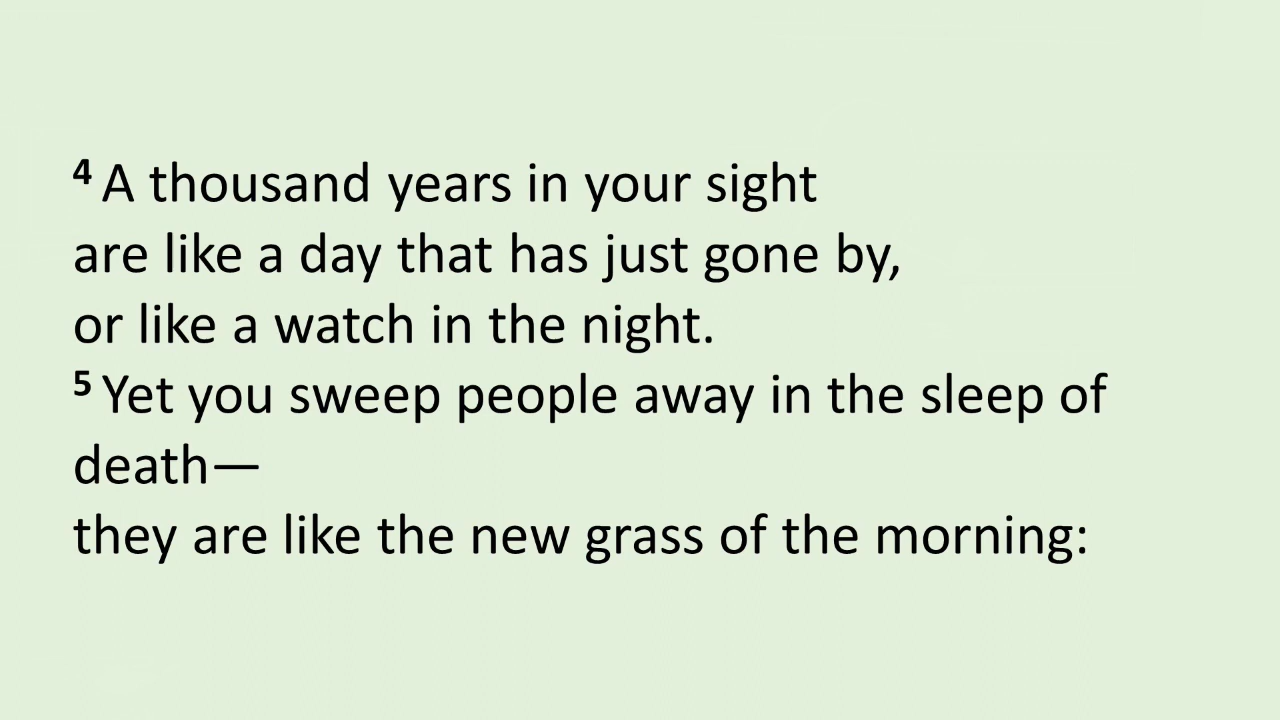 4 A thousand years in your sight
are like a day that has just gone by,
or like a watch in the night.
5 Yet you sweep people away in the sleep of
death—
they are like the new grass of the morning: